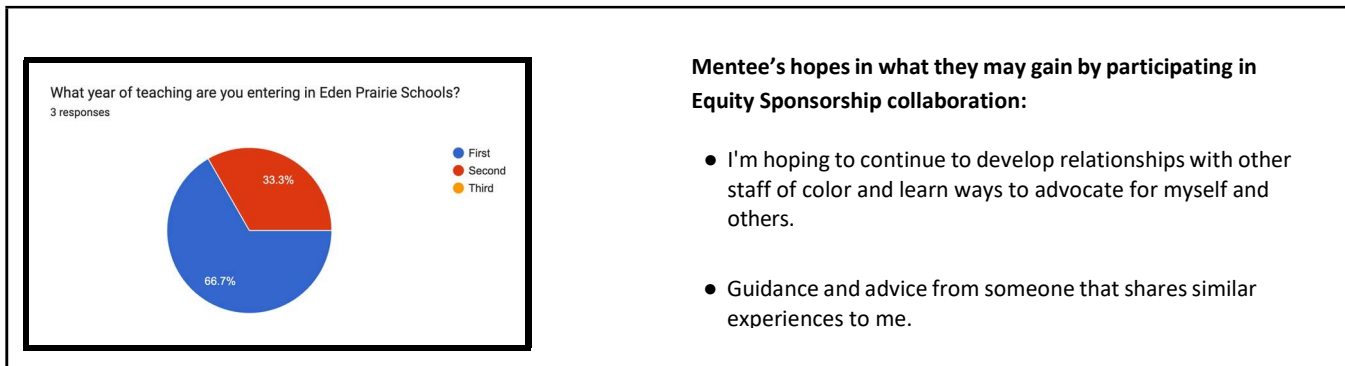 What year of teaching are you entering in Eden Prairie Schools?
3 responses
First
Second
Third
33.3%
66.7%
Mentee’s hopes in what they may gain by participating in
Equity Sponsorship collaboration:
● I'm hoping to continue to develop relationships with other
staff of color and learn ways to advocate for myself and
others.
● Guidance and advice from someone that shares similar
experiences to me.